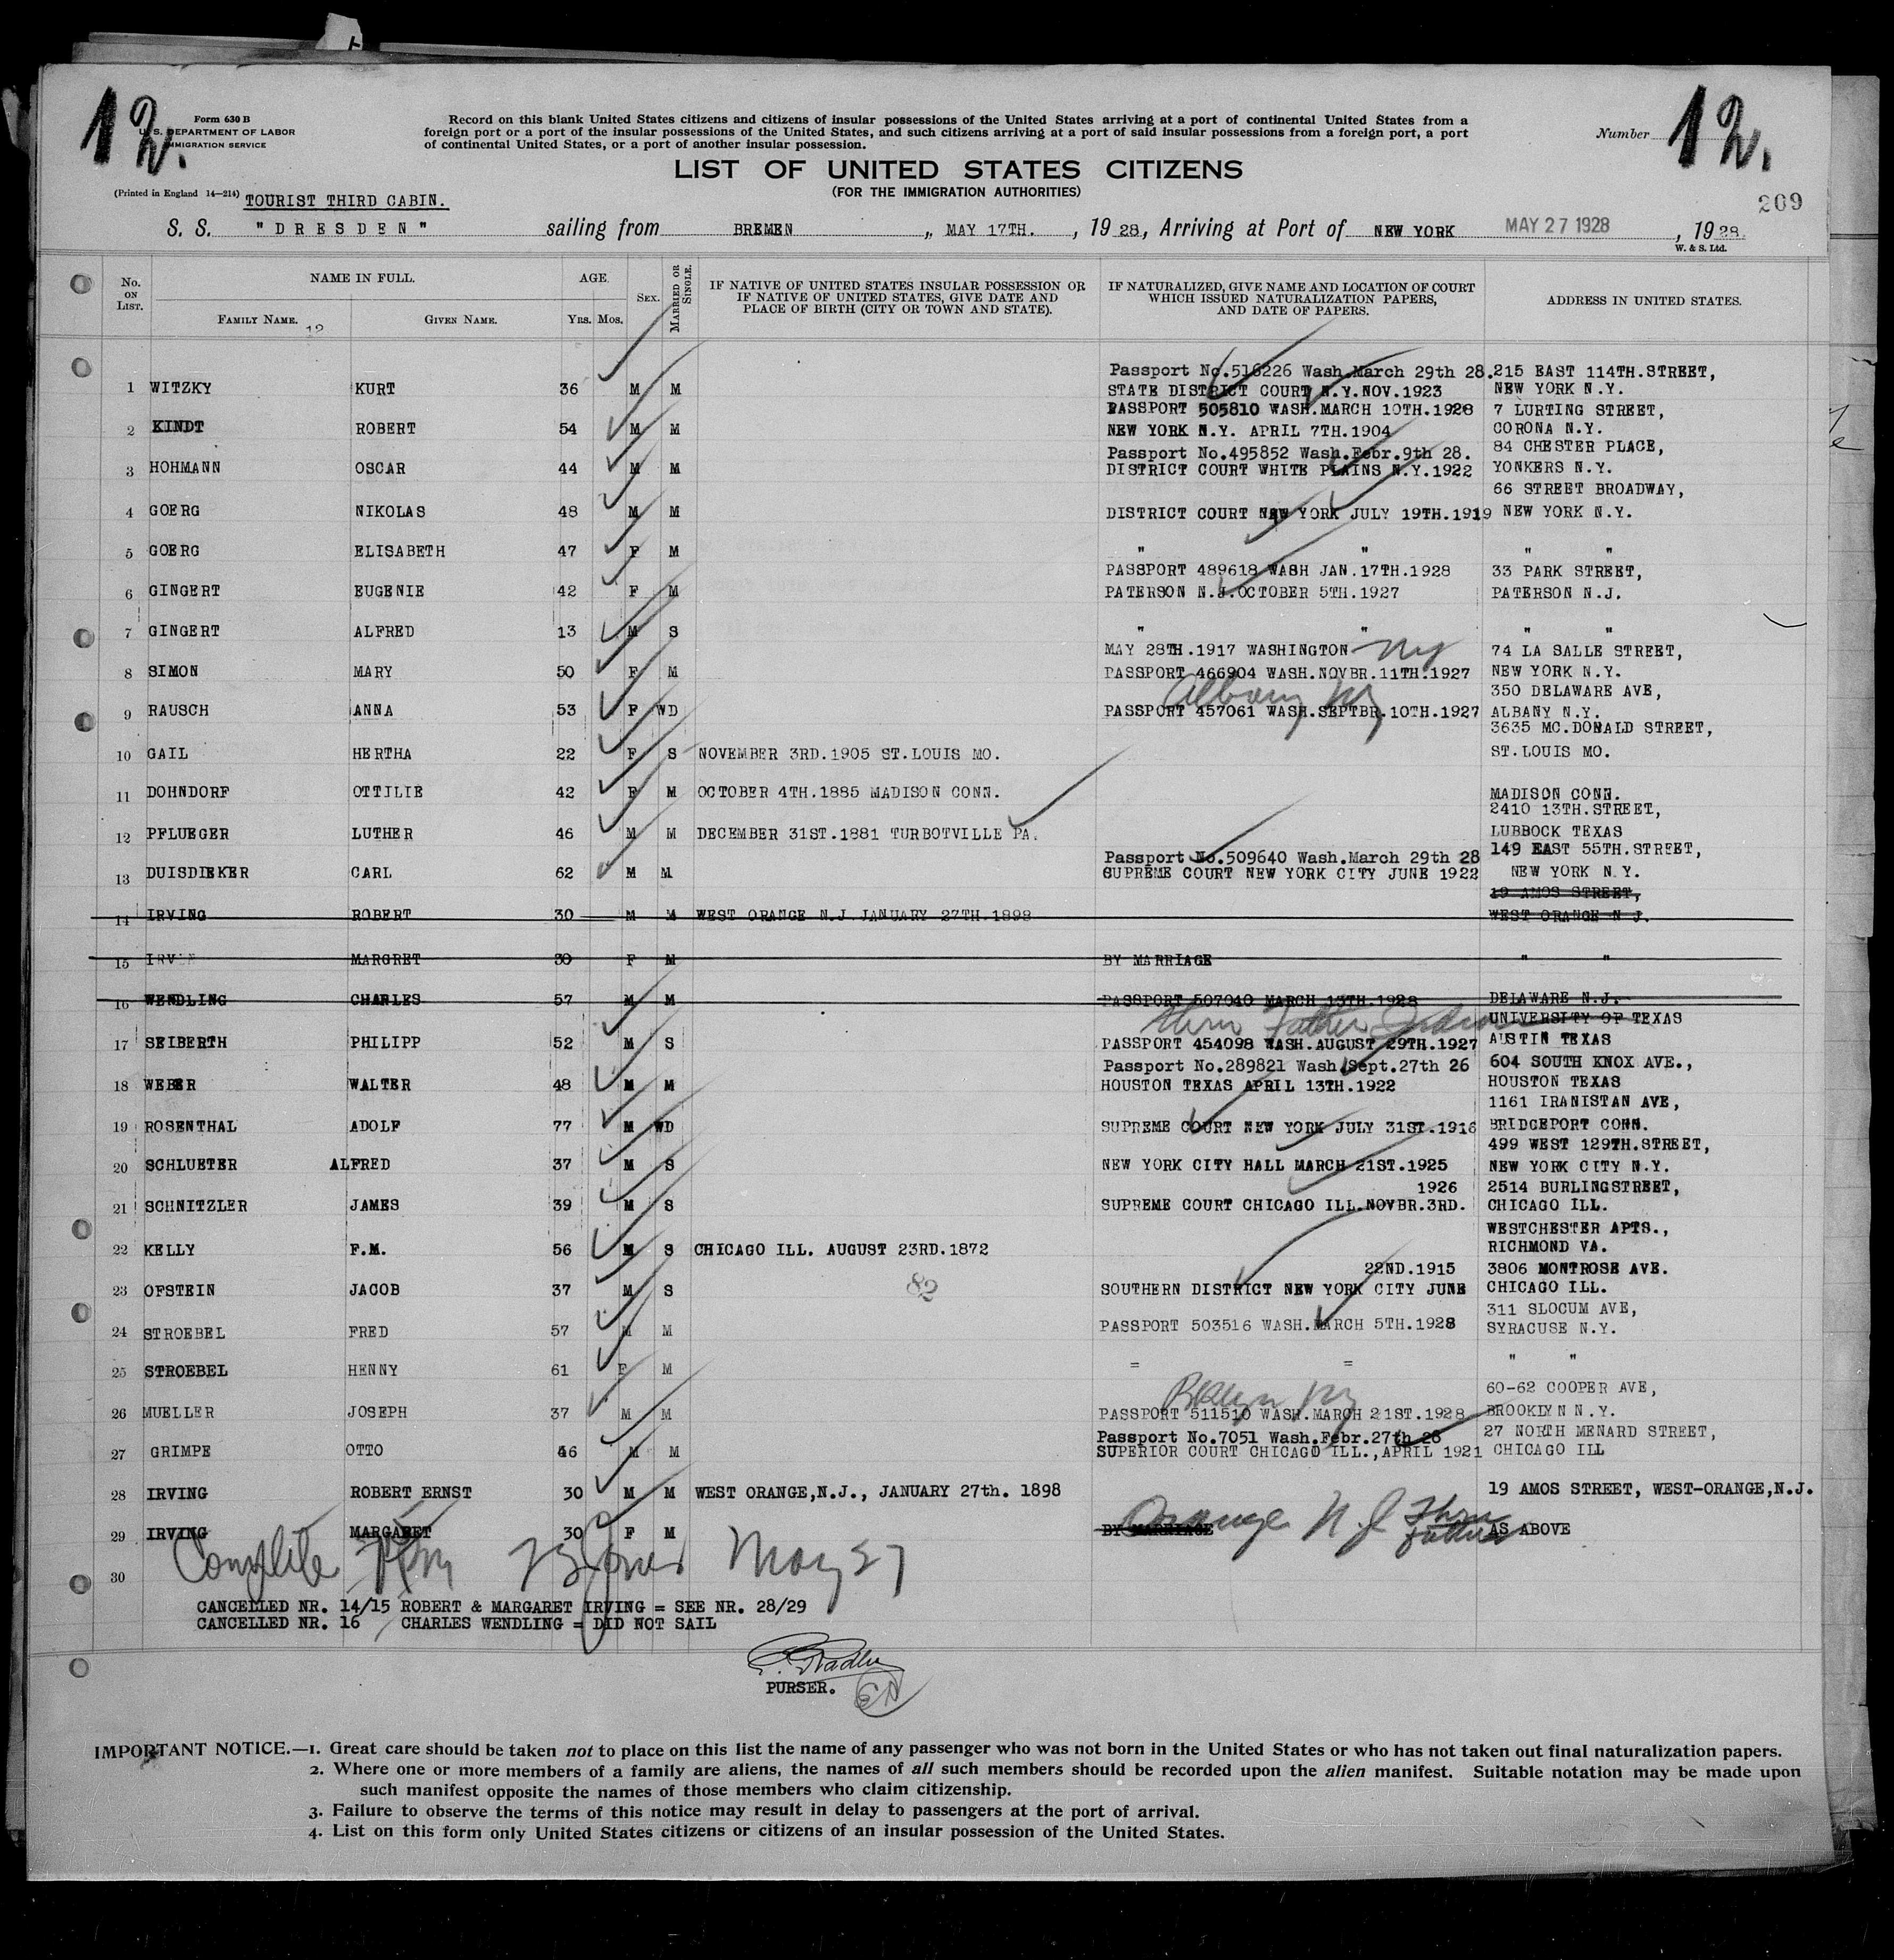 12.
Form 630 B
U. S. DEPARTMENT OF LABOR
IMMIGRATION SERVICE
(Printed in England 14—214)
Record on this blank United States citizens and citizens of insular possessions of the United States arriving at a port of continental United States from a
foreign port or a port of the insular possessions of the United States, and such citizens arriving at a port of said insular possessions from a foreign port, a port
of continental United States, or a port of another insular possession.
Number 12.
LIST OF UNITED STATES CITIZENS
(FOR THE IMMIGRATION AUTHORITIES)
TOURIST THIRD CABIN.
209
S. S. "DRESDEN" sailing from BREMEN „ MAY 17TH. , 1928, Arriving at Port of NEW YORK MAY 27 1928 , 1928.
W. & S. Ltd.
No. ON LIST. NAME IN FULL. AGE SEX. MARRIED OR SINGLE. IF NATIVE OF UNITED STATES INSULAR POSSESSION OR IF NATIVE OF UNITED STATES, GIVE DATE AND PLACE OF BIRTH (CITY OR TOWN AND STATE). IF NATURALIZED, GIVE NAME AND LOCATION OF COURT WHICH ISSUED NATURALIZATION PAPERS, AND DATE OF PAPERS. ADDRESS IN UNITED STATES.
FAMILY NAME. GIVEN NAME. YRS. MOS.
12
Passport No.516226 Wash March 29th 28. 215 EAST 114TH.STREET,
1 WITZKY KURT 36 M M STATE DISTRICT COURT N.Y.NOV.1923 NEW YORK N.Y.
PASSPORT 505810 WASH.MARCH 10TH.1928 7 LURTING STREET,
2 KINDT ROBERT 54 M M NEW YORK N.Y. APRIL 7TH.1904 CORONA N.Y.
Passport No.495852 Wash.Febr.9th 28. 84 CHESTER PLACE,
3 HOHMANN OSCAR 44 M M DISTRICT COURT WHITE PLAINS N.Y.1922 YONKERS N.Y.
66 STREET BROADWAY,
4 GOERG NIKOLAS 48 M M DISTRICT COURT NEW YORK JULY 19TH.1919 NEW YORK N.Y.
5 GOERG ELISABETH 47 F M " " " "
PASSPORT 489618 WASH JAN.17TH.1928 33 PARK STREET,
6 GINGERT EUGENIE 42 F M PATERSON N.J.OCTOBER 5TH.1927 PATERSON N.J.
7 GINGERT ALFRED 13 M S " " " "
MAY 28TH.1917 WASHINGTON Ny 74 LA SALLE STREET,
8 SIMON MARY 50 F M PASSPORT 466904 WASH.NOVBR.11TH.1927 NEW YORK N.Y.
Albany Ny 350 DELAWARE AVE,
9 RAUSCH ANNA 53 F WD PASSPORT 457061 WASH.SEPTBR.10TH.1927 ALBANY N.Y.
3635 MC.DONALD STREET,
10 GAIL HERTHA 22 F S NOVEMBER 3RD.1905 ST.LOUIS MO. ST.LOUIS MO.
11 DOHNDORF OTTILIE 42 F M OCTOBER 4TH.1885 MADISON CONN. MADISON CONN.
2410 13TH.STREET,
12 PFLUEGER LUTHER 46 M M DECEMBER 31ST.1881 TURBOTVILLE PA. LUBBOCK TEXAS
Passport No.509640 Wash.March 29th 28 149 EAST 55TH.STREET,
13 DUISDIEKER CARL 62 M M SUPREME COURT NEW YORK CITY JUNE 1922 NEW YORK N.Y.
19 AMOS STREET,
14 IRVING ROBERT 30 M M WEST ORANGE N.J JANUARY 27TH.1898 WEST ORANGE N J.
15 MARGRET 30 F M BY MARRIAGE " "
16 WENDLING CHARLES 57 M M PASSPORT 507040 MARCH 13TH.1928 DELAWARE N.J.
thru Father UNIVERSITY OF TEXAS
17 SEIBERTH PHILIPP 52 M S PASSPORT 454098 WASH.AUGUST 29TH.1927 AUSTIN TEXAS
Passport No.289821 Wash.Sept.27th 26 604 SOUTH KNOX AVE.,
18 WEBER WALTER 48 M M HOUSTON TEXAS APRIL 13TH.1922 HOUSTON TEXAS
1161 IRANISTAN AVE,
19 ROSENTHAL ADOLF 77 M WD SUPREME COURT NEW YORK JULY 31ST.1916 BRIDGEPORT CONN.
499 WEST 129TH.STREET,
20 SCHLUETER ALFRED 37 M S NEW YORK CITY HALL MARCH 21ST.1925 NEW YORK CITY N.Y.
1926 2514 BURLINGSTREET,
21 SCHNITZLER JAMES 39 M S SUPREME COURT CHICAGO ILL.NOVBR.3RD. CHICAGO ILL.
WESTCHESTER APTS.,
22 KELLY F.M. 56 M S CHICAGO ILL. AUGUST 23RD.1872 RICHMOND VA.
22ND.1915 3806 MONTROSE AVE.
23 OFSTEIN JACOB 37 M S 82 SOUTHERN DISTRICT NEW YORK CITY JUNE CHICAGO ILL.
311 SLOCUM AVE,
24 STROEBEL FRED 57 M M PASSPORT 503516 WASH.MARCH 5TH.1928 SYRACUSE N.Y.
25 STROEBEL HENNY 61 F M = = " "
Bklyn Ny 60-62 COOPER AVE,
26 MUELLER JOSEPH 37 M M PASSPORT 511510 WASH.MARCH 21ST.1928 BROOKLYN N.Y.
Passport No.7051 Wash.Febr.27th 28 27 NORTH MENARD STREET,
27 GRIMPE OTTO 46 M M SUPERIOR COURT CHICAGO ILL.,APRIL 1921 CHICAGO ILL
28 IRVING ROBERT ERNST 30 M M WEST ORANGE,N.J., JANUARY 27th. 1898 19 AMOS STREET, WEST-ORANGE,N.J.
29 IRVING MARGARET 30 F M BY MARRIAGE Orange N.J Thru Father AS ABOVE
30 May 27
CANCELLED NR. 14/15 ROBERT & MARGARET IRVING = SEE NR. 28/29
CANCELLED NR. 16 CHARLES WENDLING = DID NOT SAIL
PURSER.
IMPORTANT NOTICE.—1. Great care should be taken not to place on this list the name of any passenger who was not born in the United States or who has not taken out final naturalization papers.
2. Where one or more members of a family are aliens, the names of all such members should be recorded upon the alien manifest. Suitable notation may be made upon
such manifest opposite the names of those members who claim citizenship.
3. Failure to observe the terms of this notice may result in delay to passengers at the port of arrival.
4. List on this form only United States citizens or citizens of an insular possession of the United States.